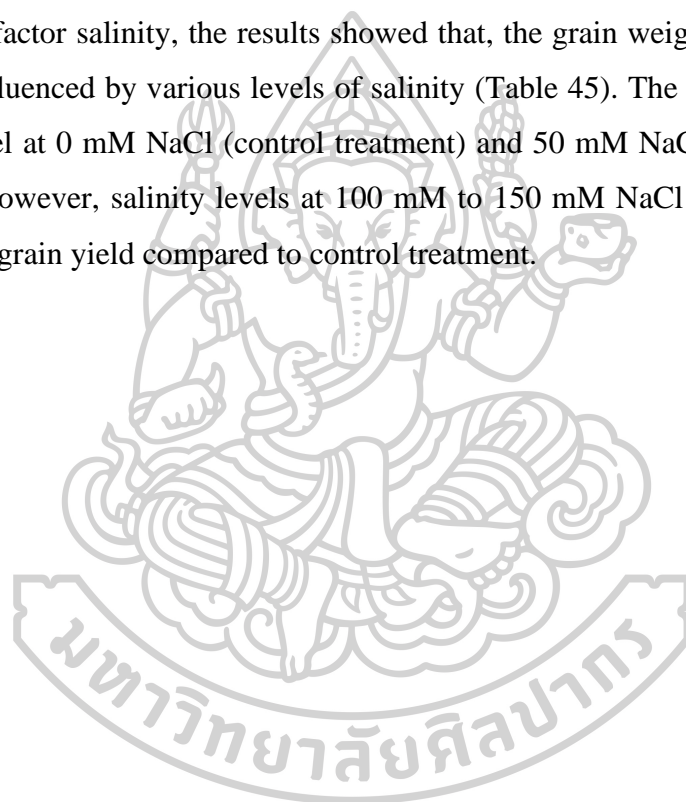 factor salinity, the results showed that, the grain weig
luenced by various levels of salinity (Table 45). The
el at 0 mM NaCl (control treatment) and 50 mM NaC
owever, salinity levels at 100 mM to 150 mM NaCl
grain yield compared to control treatment.
มหาวิทยาลัยศิลปากร